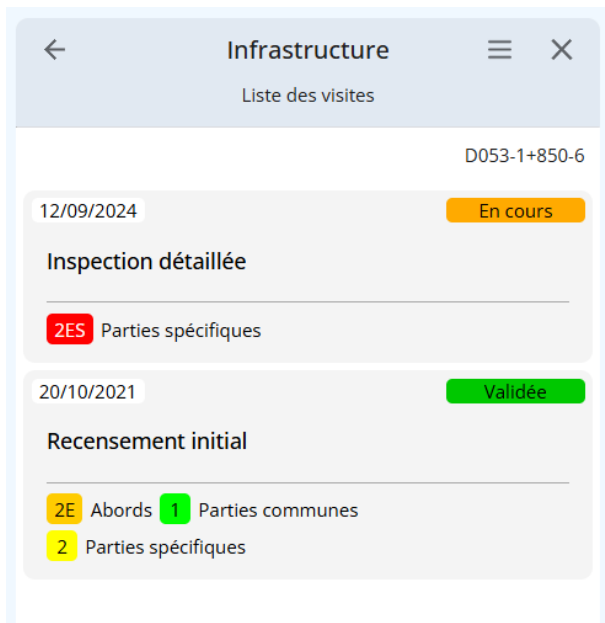 Infrastructure
Liste des visites
D053-1+850-6
12/09/2024 En cours
Inspection détaillée
2ES Parties spécifiques
20/10/2021 Validée
Recensement initial
2E Abords 1 Parties communes
2 Parties spécifiques